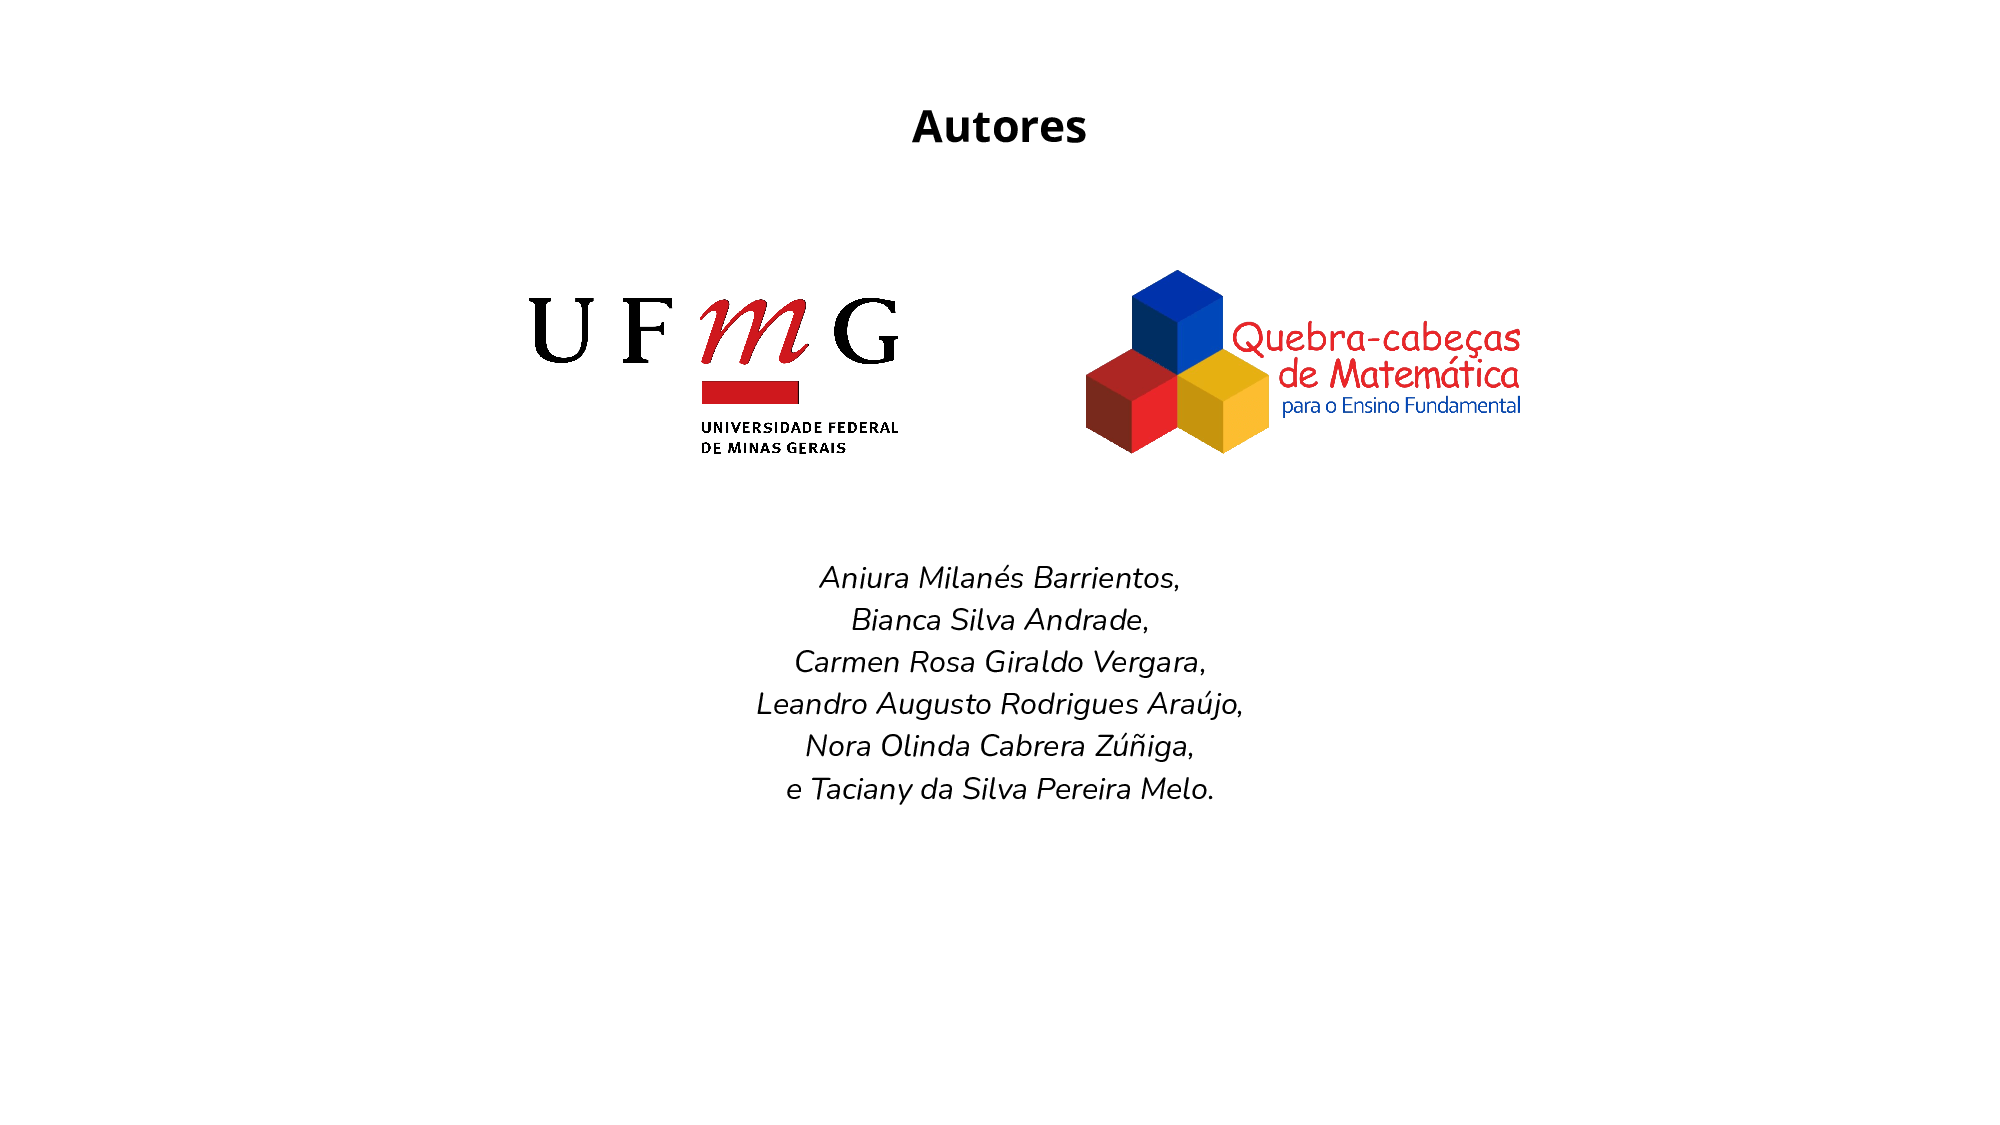 Autores
UFmG
UNIVERSIDADE FEDERAL
DE MINAS GERAIS
Quebra-cabeças
de Matemática
para o Ensino Fundamental
Aniura Milanés Barrientos,
Bianca Silva Andrade,
Carmen Rosa Giraldo Vergara,
Leandro Augusto Rodrigues Araújo,
Nora Olinda Cabrera Zúñiga,
e Taciany da Silva Pereira Melo.